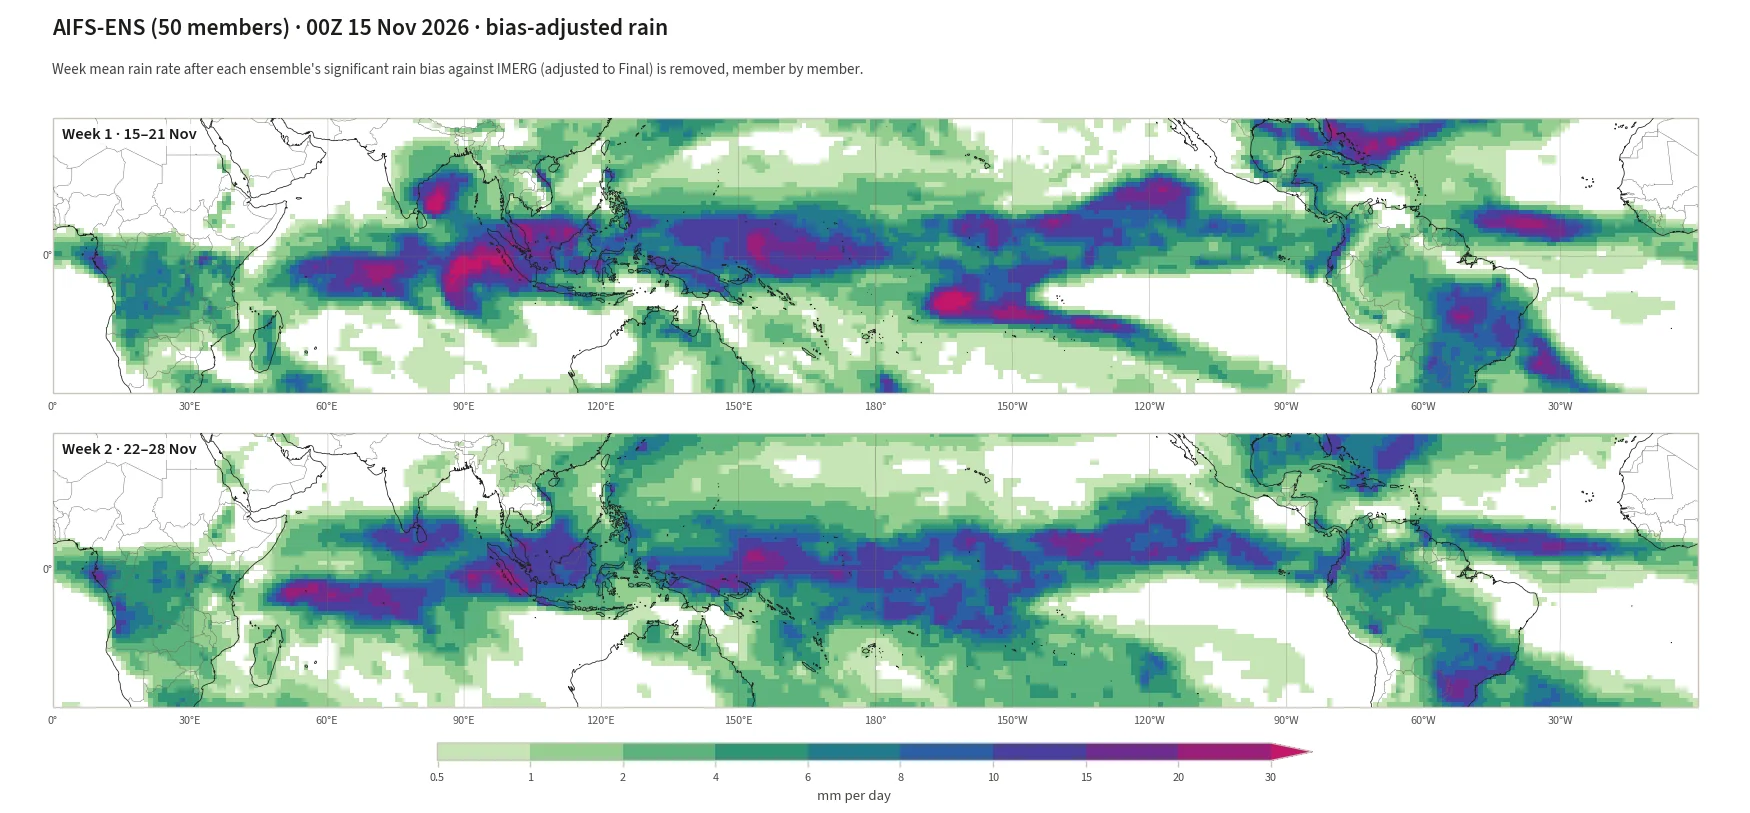 AIFS-ENS (50 members) · 00Z 15 Nov 2026 · bias-adjusted rain
Week mean rain rate after each ensemble's significant rain bias against IMERG (adjusted to Final) is removed, member by member.
Week 1 · 15–21 Nov
0°
0° 30°E 60°E 90°E 120°E 150°E 180° 150°W 120°W 90°W 60°W 30°W
Week 2 · 22–28 Nov
0°
0° 30°E 60°E 90°E 120°E 150°E 180° 150°W 120°W 90°W 60°W 30°W
0.5 1 2 4 6 8 10 15 20 30
mm per day